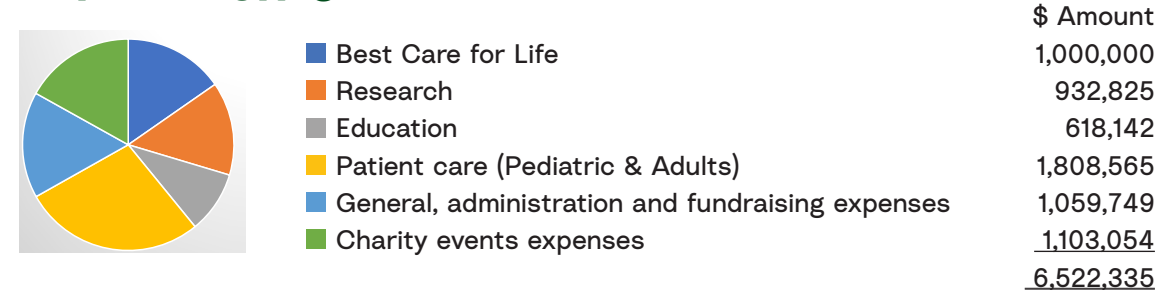 $ Amount
Best Care for Life 1,000,000
Research 932,825
Education 618,142
Patient care (Pediatric & Adults) 1,808,565
General, administration and fundraising expenses 1,059,749
Charity events expenses 1,103,054
6,522,335